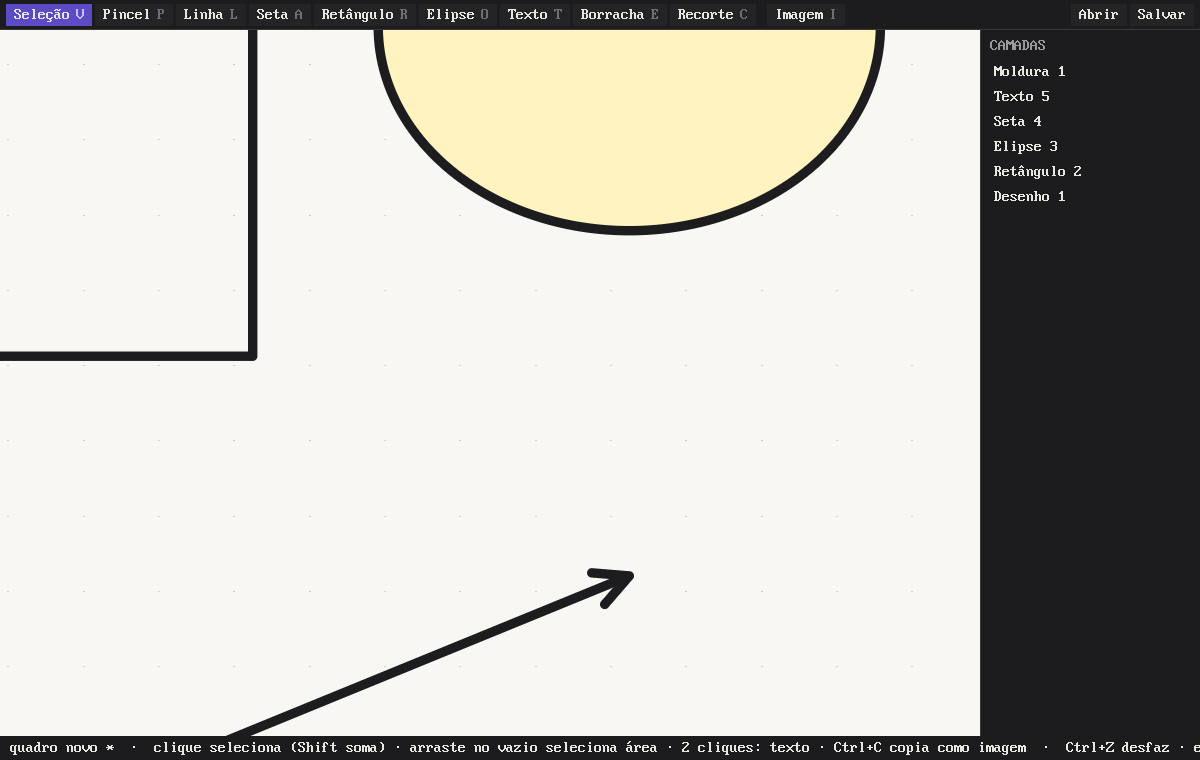 Seleção V Pincel P Linha L Seta A Retângulo R Elipse O Texto T Borracha E Recorte C Imagem I Abrir Salvar
CAMADAS
Moldura 1
Texto 5
Seta 4
Elipse 3
Retângulo 2
Desenho 1
quadro novo * · clique seleciona (Shift soma) · arraste no vazio seleciona área · 2 cliques: texto · Ctrl+C copia como imagem · Ctrl+Z desfaz ·